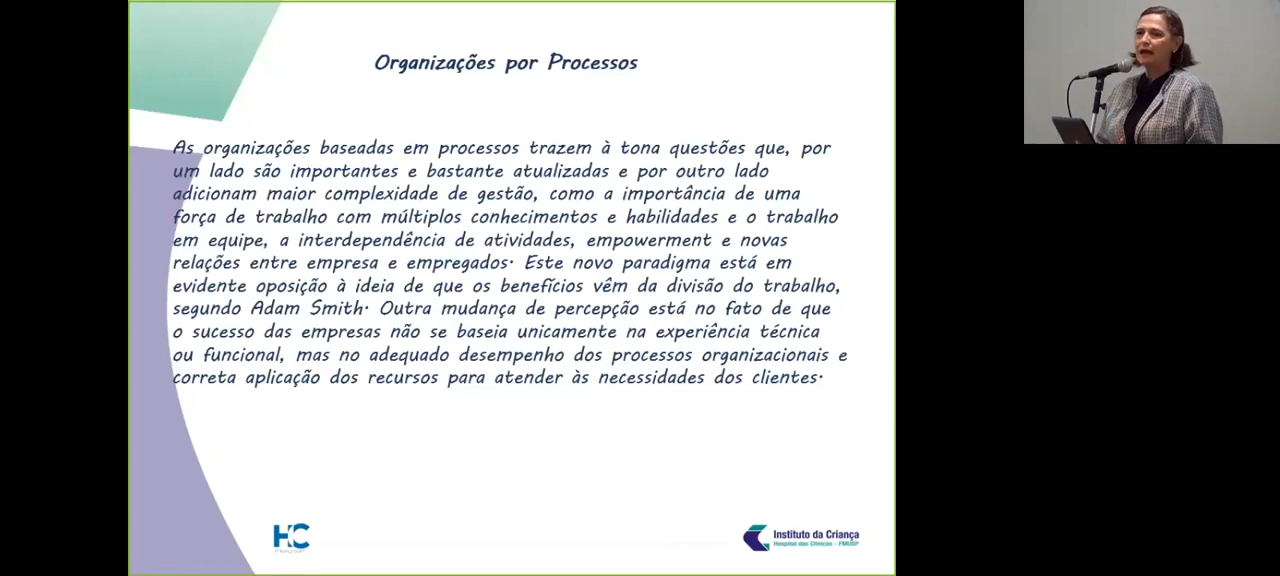 Organizações por Processos
As organizações baseadas em processos trazem à tona questões que, por
um lado são importantes e bastante atualizadas e por outro lado
adicionam maior complexidade de gestão, como a importância de uma
força de trabalho com múltiplos conhecimentos e habilidades e o trabalho
em equipe, a interdependência de atividades, empowerment e novas
relações entre empresa e empregados. Este novo paradigma está em
evidente oposição à ideia de que os benefícios vêm da divisão do trabalho,
segundo Adam Smith. Outra mudança de percepção está no fato de que
o sucesso das empresas não se baseia unicamente na experiência técnica
ou funcional, mas no adequado desempenho dos processos organizacionais e
correta aplicação dos recursos para atender às necessidades dos clientes.
HC
Instituto da Criança
Hospital das Clínicas - FMUSP